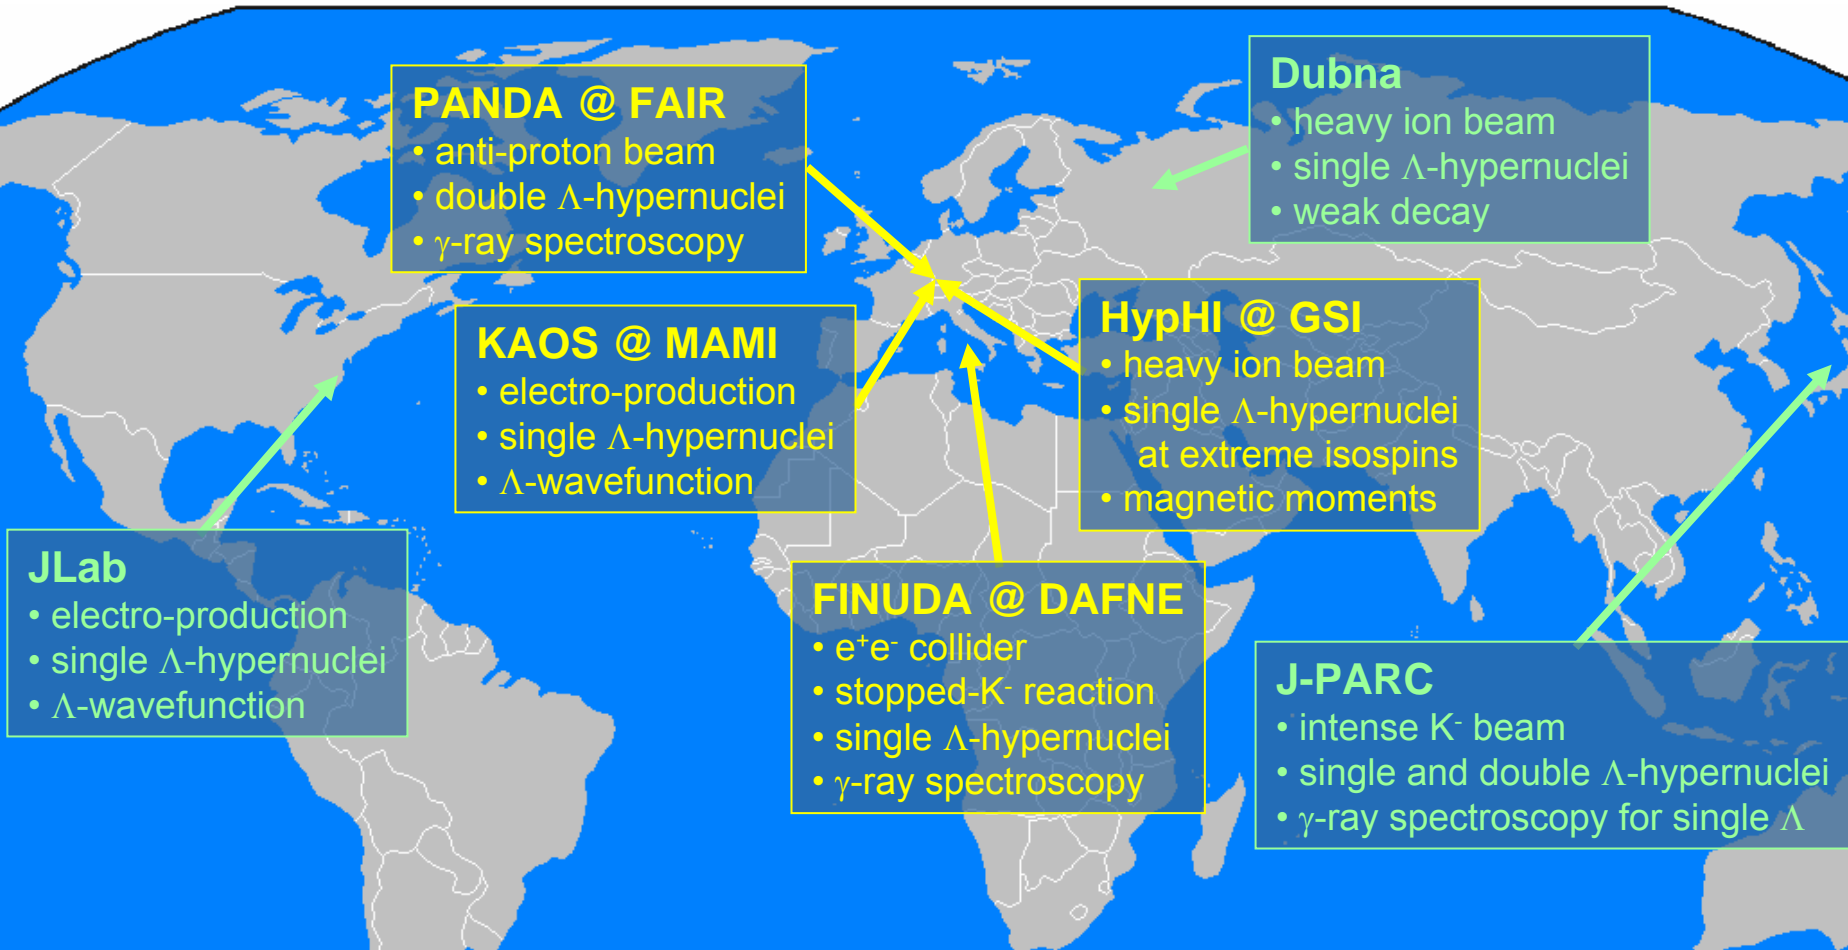 PANDA @ FAIR
• anti-proton beam
• double Λ-hypernuclei
• γ-ray spectroscopy
Dubna
• heavy ion beam
• single Λ-hypernuclei
• weak decay
KAOS @ MAMI
• electro-production
• single Λ-hypernuclei
• Λ-wavefunction
HypHI @ GSI
• heavy ion beam
• single Λ-hypernuclei
at extreme isospins
• magnetic moments
JLab
• electro-production
• single Λ-hypernuclei
• Λ-wavefunction
FINUDA @ DAFNE
• e⁺e⁻ collider
• stopped-K⁻ reaction
• single Λ-hypernuclei
• γ-ray spectroscopy
J-PARC
• intense K⁻ beam
• single and double Λ-hypernuclei
• γ-ray spectroscopy for single Λ